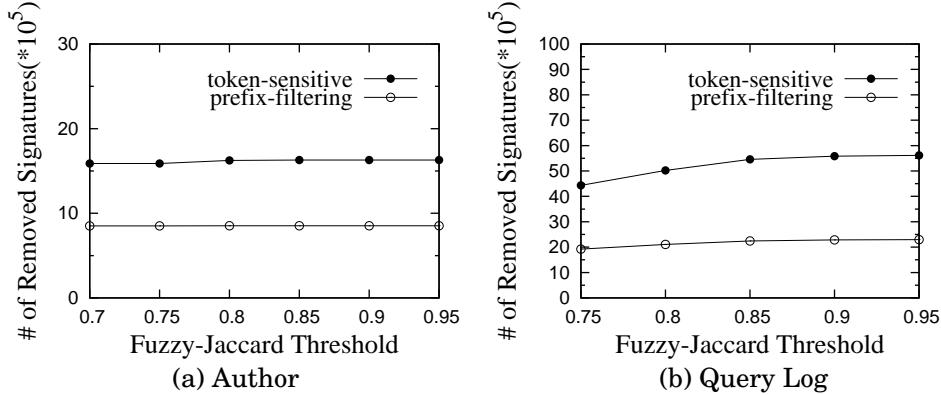 # of Removed Signatures(*10^5)
30
20
10
0
token-sensitive
prefix-filtering
0.7 0.75 0.8 0.85 0.9 0.95
Fuzzy-Jaccard Threshold
(a) Author
# of Removed Signatures(*10^5)
100
90
80
70
60
50
40
30
20
10
0
token-sensitive
prefix-filtering
0.75 0.8 0.85 0.9 0.95
Fuzzy-Jaccard Threshold
(b) Query Log